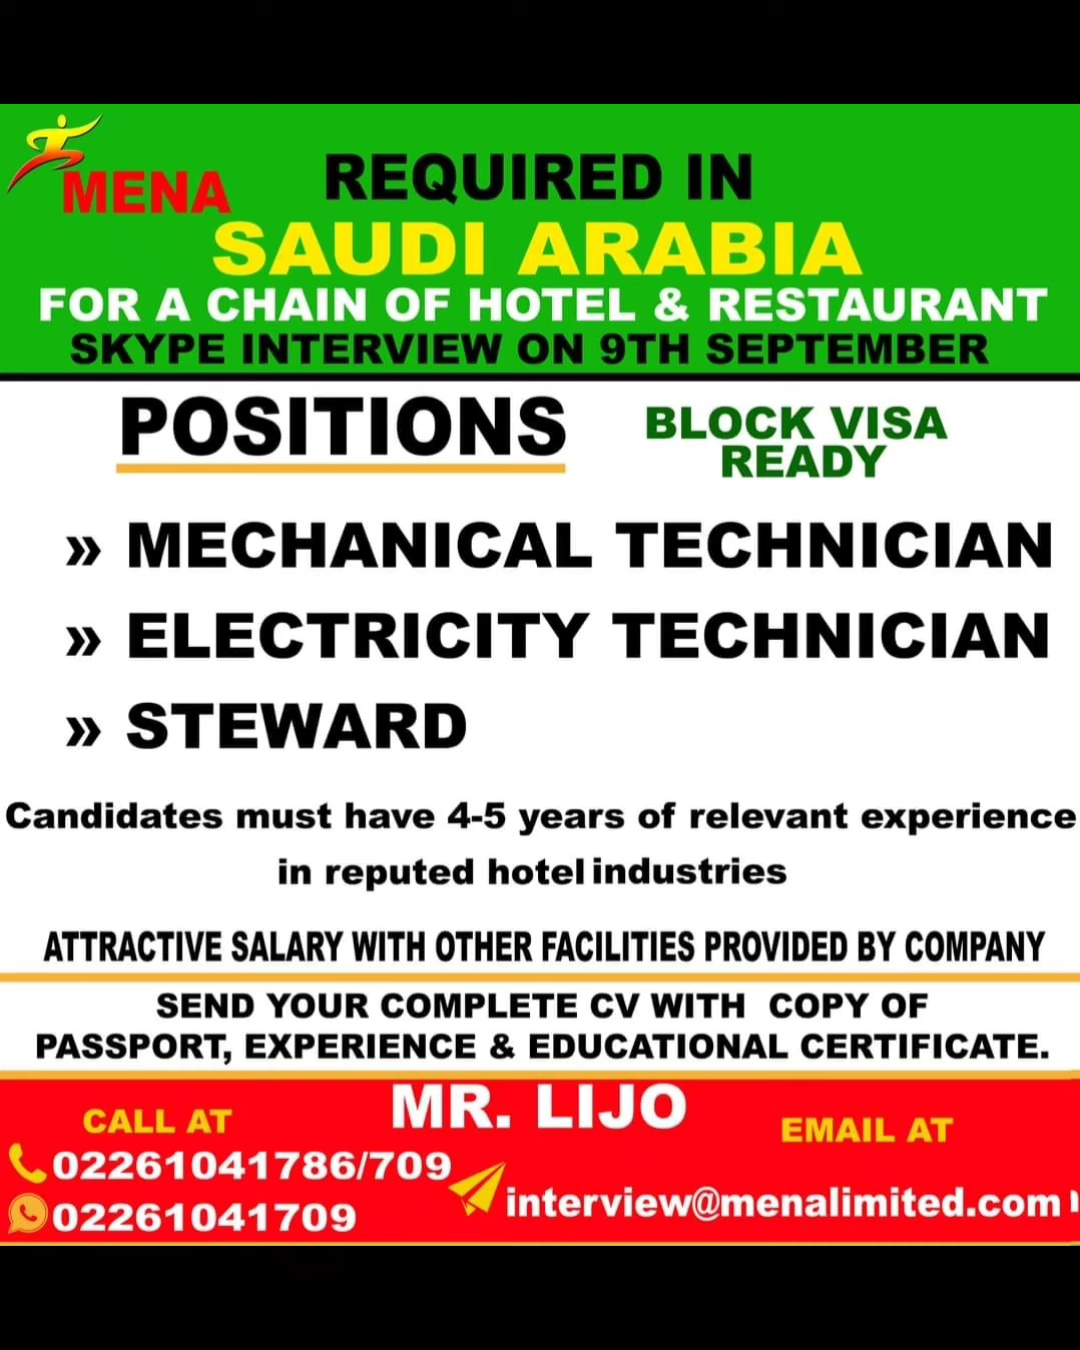 MENA
REQUIRED IN
SAUDI ARABIA
FOR A CHAIN OF HOTEL & RESTAURANT
SKYPE INTERVIEW ON 9TH SEPTEMBER
POSITIONS
BLOCK VISA
READY
» MECHANICAL TECHNICIAN
» ELECTRICITY TECHNICIAN
» STEWARD
Candidates must have 4-5 years of relevant experience
in reputed hotel industries
ATTRACTIVE SALARY WITH OTHER FACILITIES PROVIDED BY COMPANY
SEND YOUR COMPLETE CV WITH COPY OF
PASSPORT, EXPERIENCE & EDUCATIONAL CERTIFICATE.
MR. LIJO
CALL AT
02261041786/709
02261041709
EMAIL AT
interview@menalimited.com